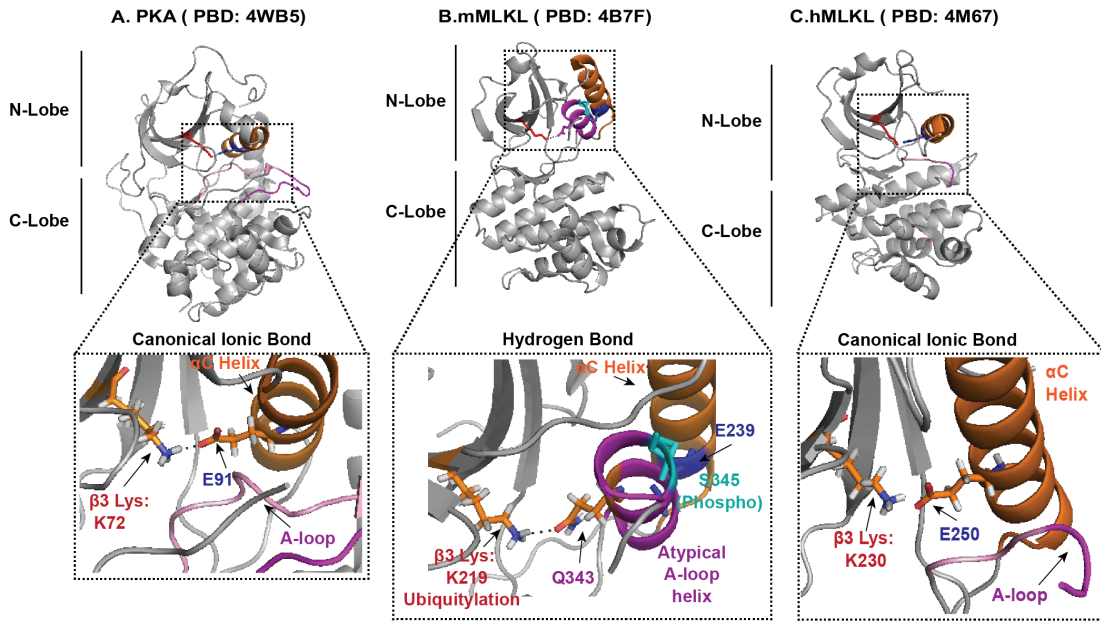 A. PKA ( PBD: 4WB5)
B.mMLKL ( PBD: 4B7F)
C.hMLKL ( PBD: 4M67)
N-Lobe
C-Lobe
N-Lobe
C-Lobe
N-Lobe
C-Lobe
Canonical Ionic Bond
αC Helix
E91
β3 Lys:
K72
A-loop
Hydrogen Bond
αC Helix
E239
S345
(Phospho)
β3 Lys:
K219
Ubiquitylation
Q343
Atypical
A-loop
helix
Canonical Ionic Bond
αC
Helix
β3 Lys:
K230
E250
A-loop